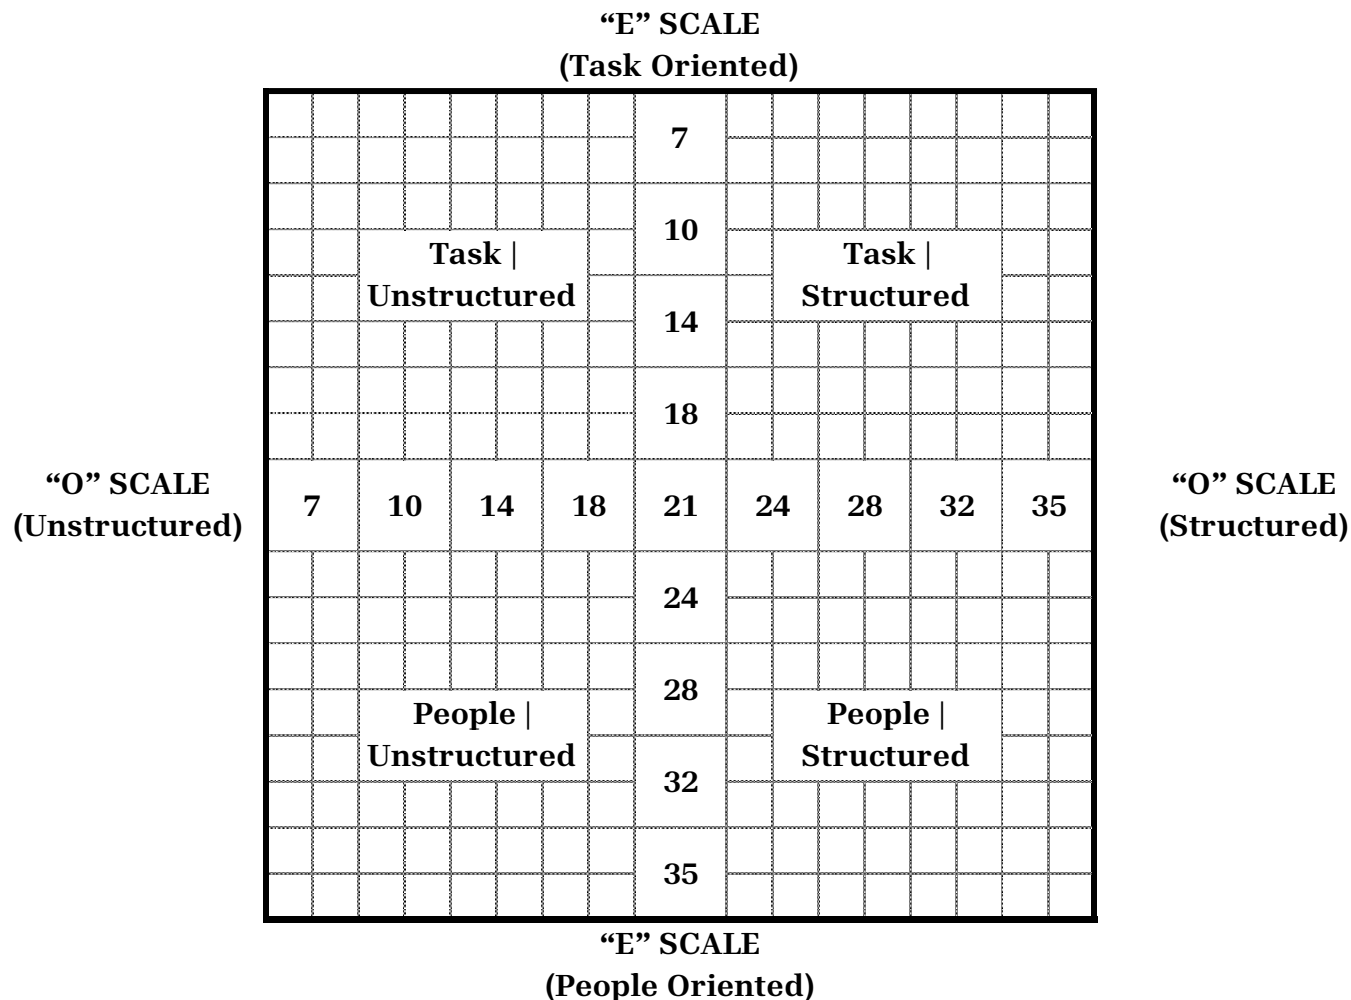 “E” SCALE
(Task Oriented)
7
10
Task |
Unstructured
Task |
Structured
14
18
“O” SCALE
(Unstructured)
7 10 14 18 21 24 28 32 35
“O” SCALE
(Structured)
24
28
People |
Unstructured
People |
Structured
32
35
“E” SCALE
(People Oriented)